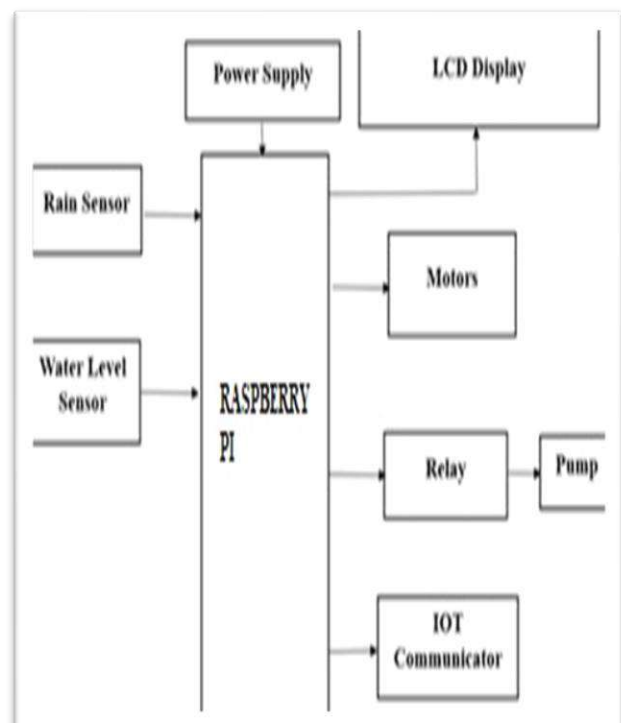 Power Supply
LCD Display
Rain Sensor
Motors
Water Level
Sensor
RASPBERRY
PI
Relay
Pump
IOT
Communicator